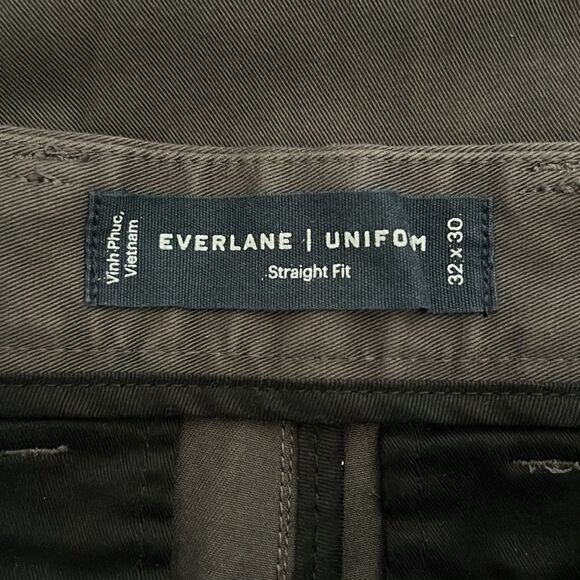 Vinh Phuc,
Vietnam
EVERLANE | UNIFOM
Straight Fit
32 x 30